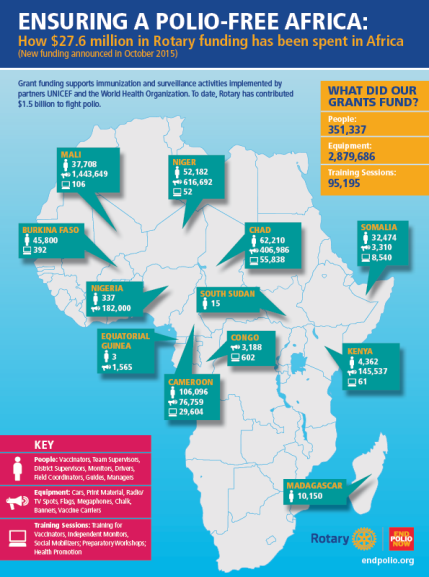 ENSURING A POLIO-FREE AFRICA:
How $27.6 million in Rotary funding has been spent in Africa
(New funding announced in October 2015)
Grant funding supports immunization and surveillance activities implemented by
partners UNICEF and the World Health Organization. To date, Rotary has contributed
$1.5 billion to fight polio.
WHAT DID OUR
GRANTS FUND?
People:
351,337
Equipment:
2,879,686
Training Sessions:
95,195
MALI
37,708
1,443,649
106
NIGER
52,182
616,692
52
BURKINA FASO
45,800
392
CHAD
62,210
406,986
55,838
SOMALIA
32,474
3,310
8,540
NIGERIA
337
182,000
SOUTH SUDAN
15
EQUATORIAL
GUINEA
3
1,565
CONGO
3,188
602
KENYA
4,362
145,537
61
CAMEROON
106,096
76,759
29,604
MADAGASCAR
10,150
KEY
People: Vaccinators, Team Supervisors,
District Supervisors, Monitors, Drivers,
Field Coordinators, Guides, Managers
Equipment: Cars, Print Material, Radio/
TV Spots, Flags, Megaphones, Chalk,
Banners, Vaccine Carriers
Training Sessions: Training for
Vaccinators, Independent Monitors,
Social Mobilizers; Preparatory Workshops;
Health Promotion
Rotary
END
POLIO
NOW
endpolio.org